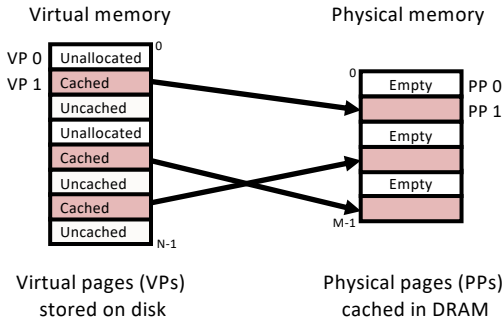 Virtual memory
Physical memory
0
VP 0 Unallocated
VP 1 Cached
Uncached
Unallocated
Cached
Uncached
Cached
Uncached
N-1
0
Empty PP 0
PP 1
Empty
Empty
M-1
Virtual pages (VPs)
stored on disk
Physical pages (PPs)
cached in DRAM